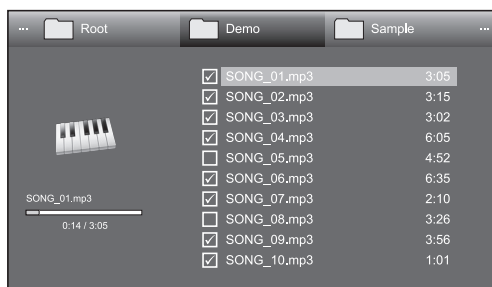 ... Root Demo Sample ...
SONG_01.mp3 3:05
SONG_02.mp3 3:15
SONG_03.mp3 3:02
SONG_04.mp3 6:05
SONG_05.mp3 4:52
SONG_06.mp3 6:35
SONG_07.mp3 2:10
SONG_08.mp3 3:26
SONG_09.mp3 3:56
SONG_10.mp3 1:01
SONG_01.mp3
0:14 / 3:05